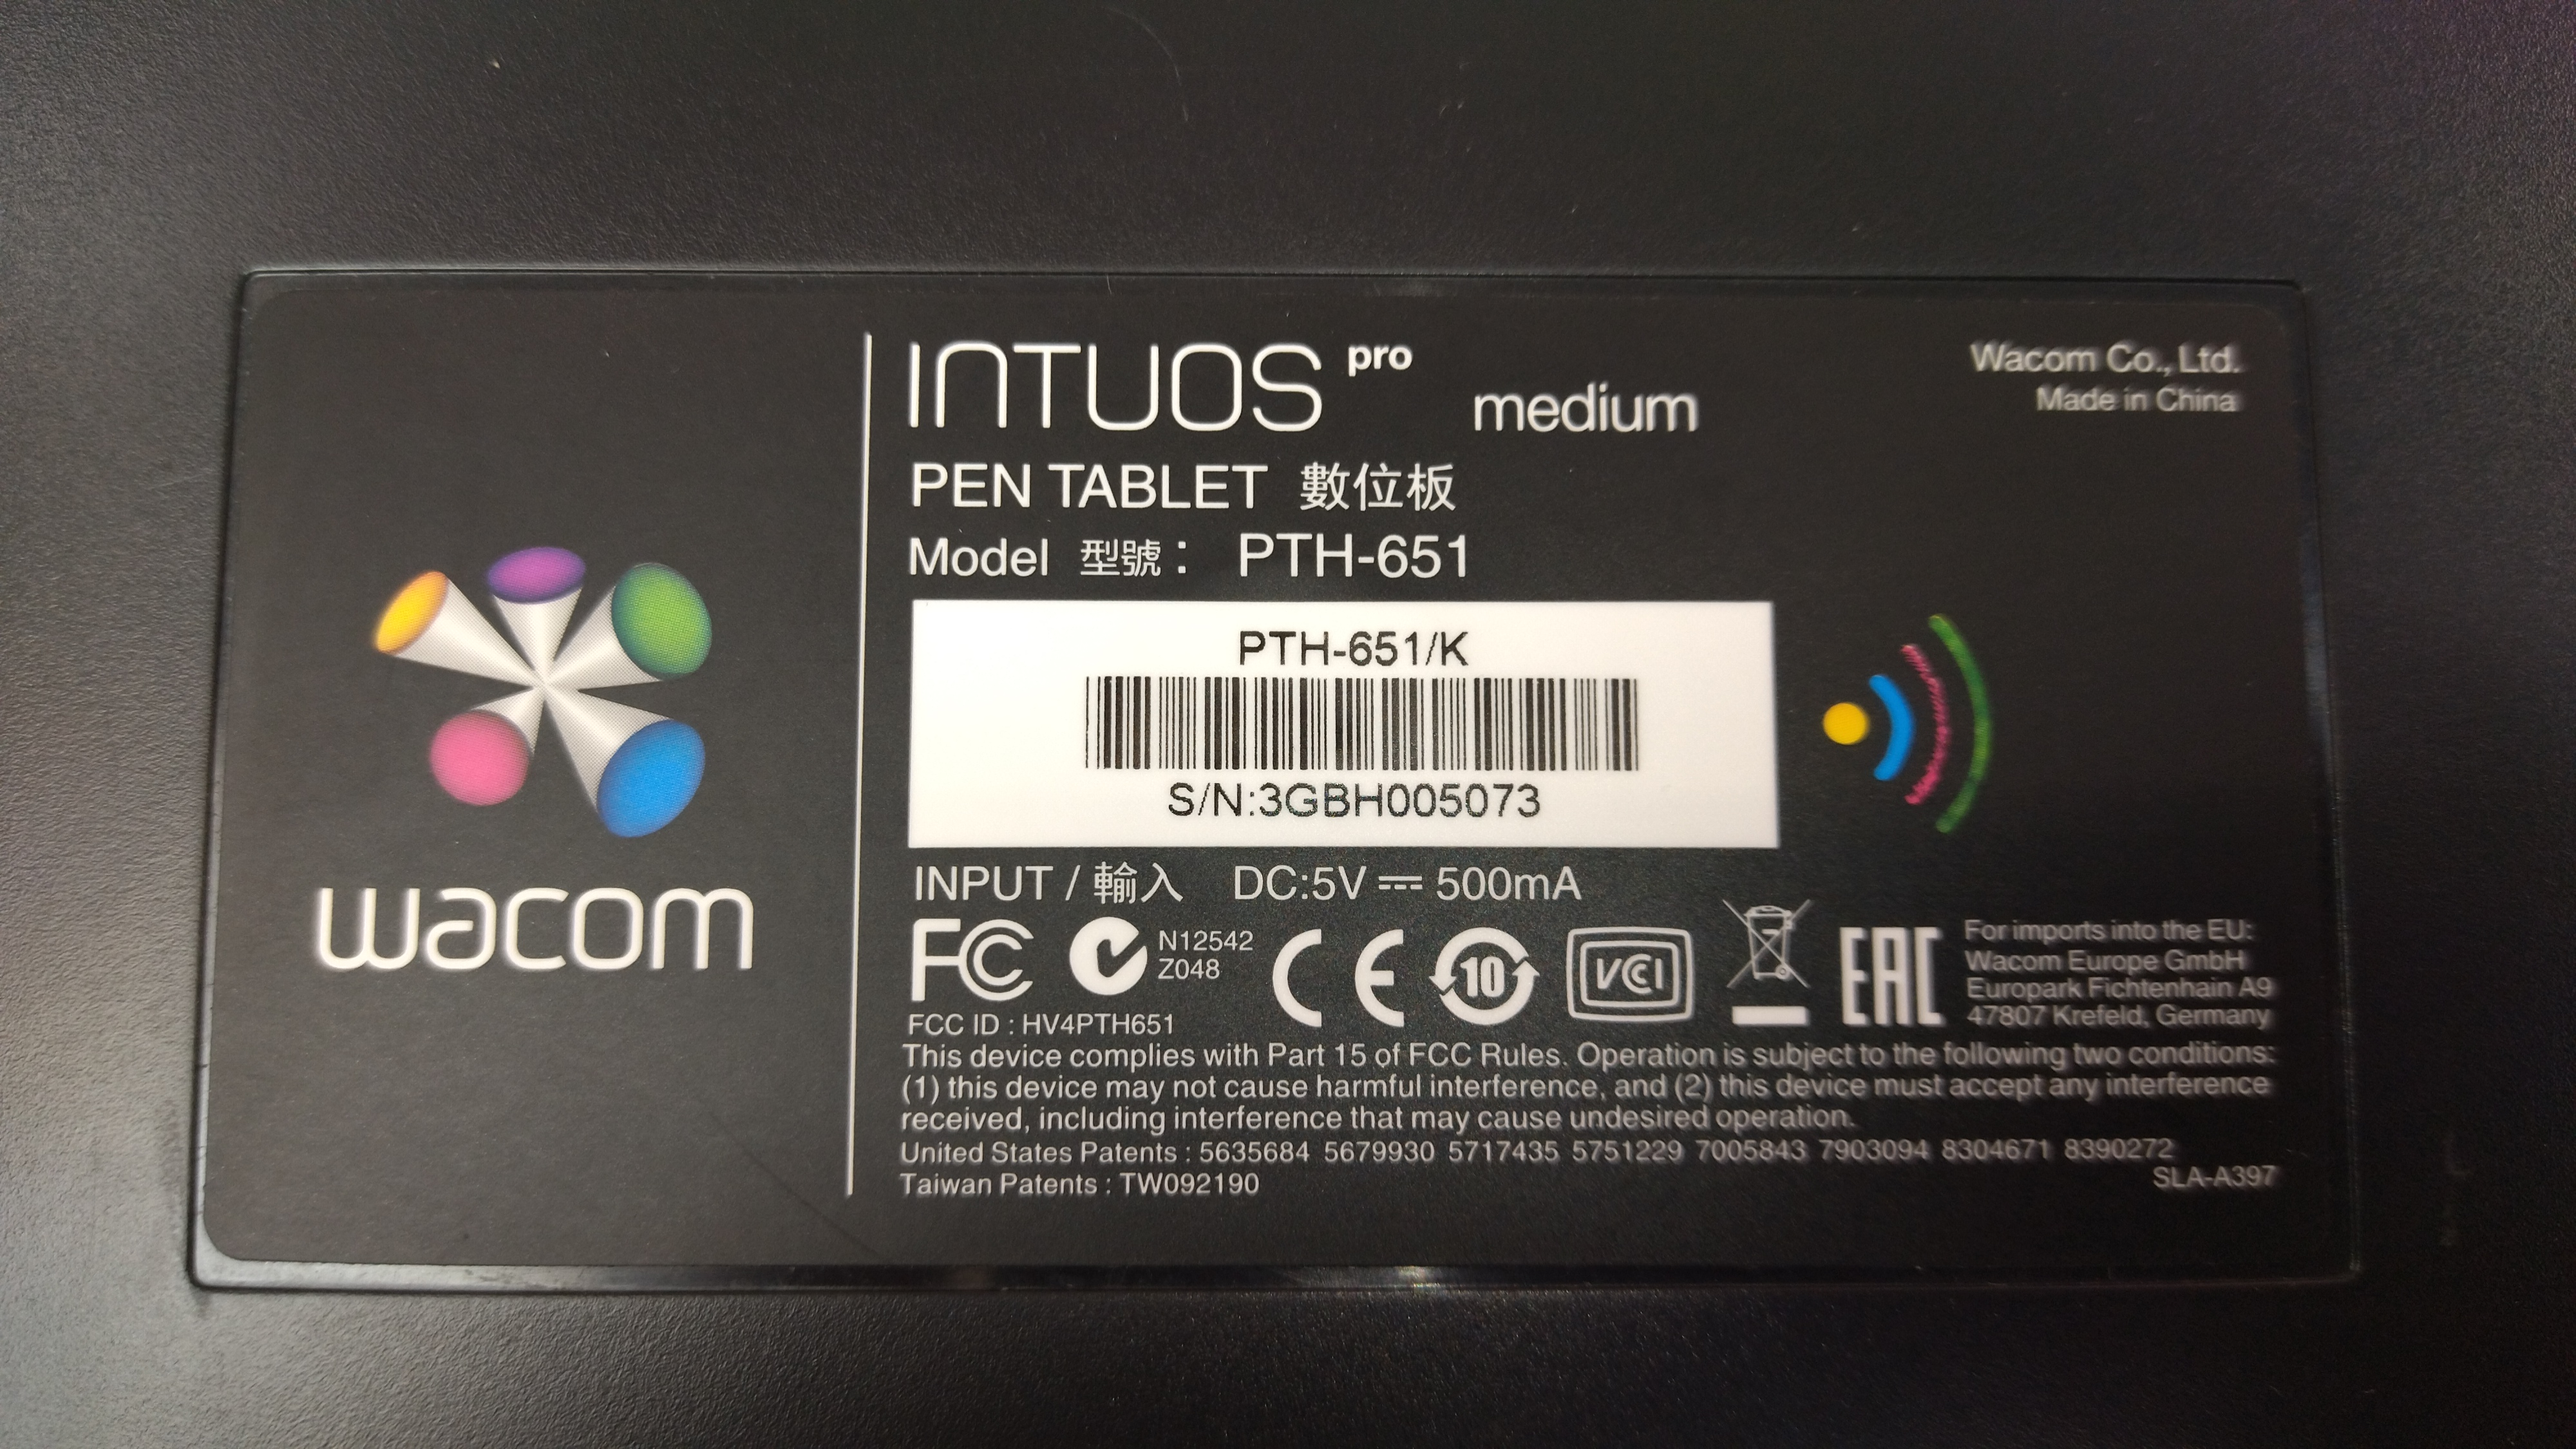 wacom
INTUOS pro medium
Wacom Co., Ltd.
Made in China
PEN TABLET 數位板
Model 型號： PTH-651
PTH-651/K
S/N:3GBH005073
INPUT / 輸入 DC:5V ⎓ 500mA
FC N12542
Z048
CE 10 VCCI EAC
For imports into the EU:
Wacom Europe GmbH
Europark Fichtenhain A9
47807 Krefeld, Germany
FCC ID : HV4PTH651
This device complies with Part 15 of FCC Rules. Operation is subject to the following two conditions:
(1) this device may not cause harmful interference, and (2) this device must accept any interference
received, including interference that may cause undesired operation.
United States Patents : 5635684 5679930 5717435 5751229 7005843 7903094 8304671 8390272
Taiwan Patents : TW092190
SLA-A397